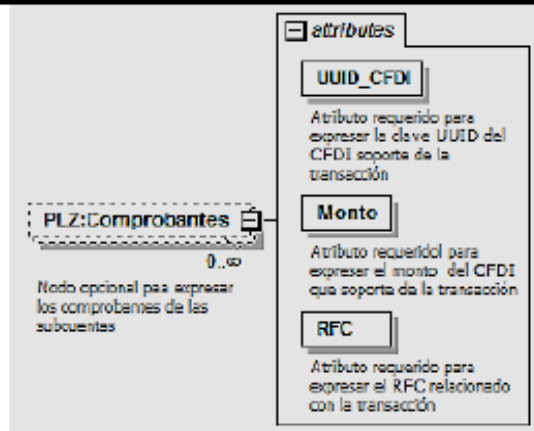 attributes
UUID_CFDI
Atributo requerido para
expresar la clave UUID del
CFDI soporte de la
transacción
PLZ:Comprobantes
0..∞
Nodo opcional paa expresar
los comprobantes de las
subcuentas
Monto
Atributo requeridol para
expresar el monto del CFDI
que soporte de la transacción
RFC
Atributo requerido para
expresar el RFC relacionado
con la transacción